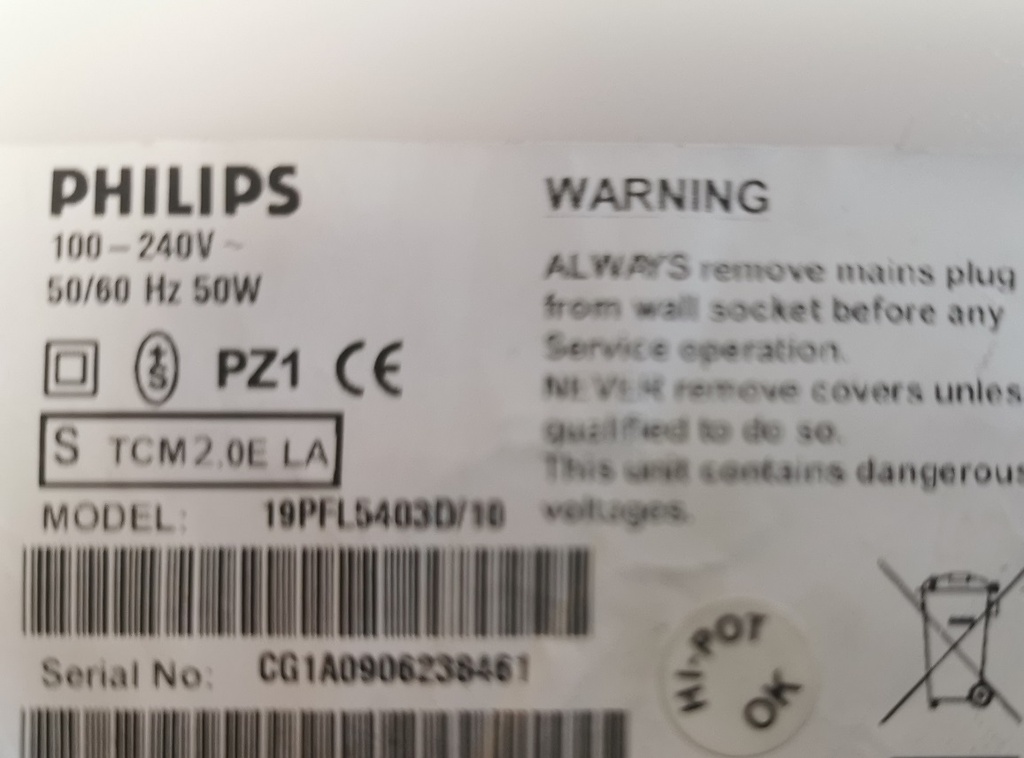 PHILIPS
100-240V ~
50/60 Hz 50W
+S PZ1 CE
S TCM2.0E LA
MODEL: 19PFL5403D/10
Serial No: CG1A0906238461
WARNING
ALWAYS remove mains plug
from wall socket before any
Service operation.
NEVER remove covers unles
qualified to do so.
This unit contains dangerous
voltages.
HI-POT
OK